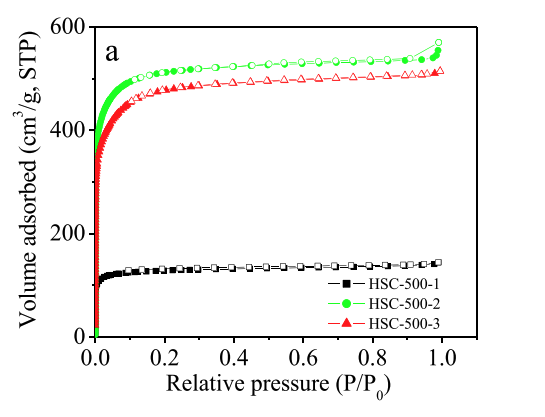 a
600
400
200
0
Volume adsorbed (cm³/g, STP)
HSC-500-1
HSC-500-2
HSC-500-3
0.0 0.2 0.4 0.6 0.8 1.0
Relative pressure (P/P₀)